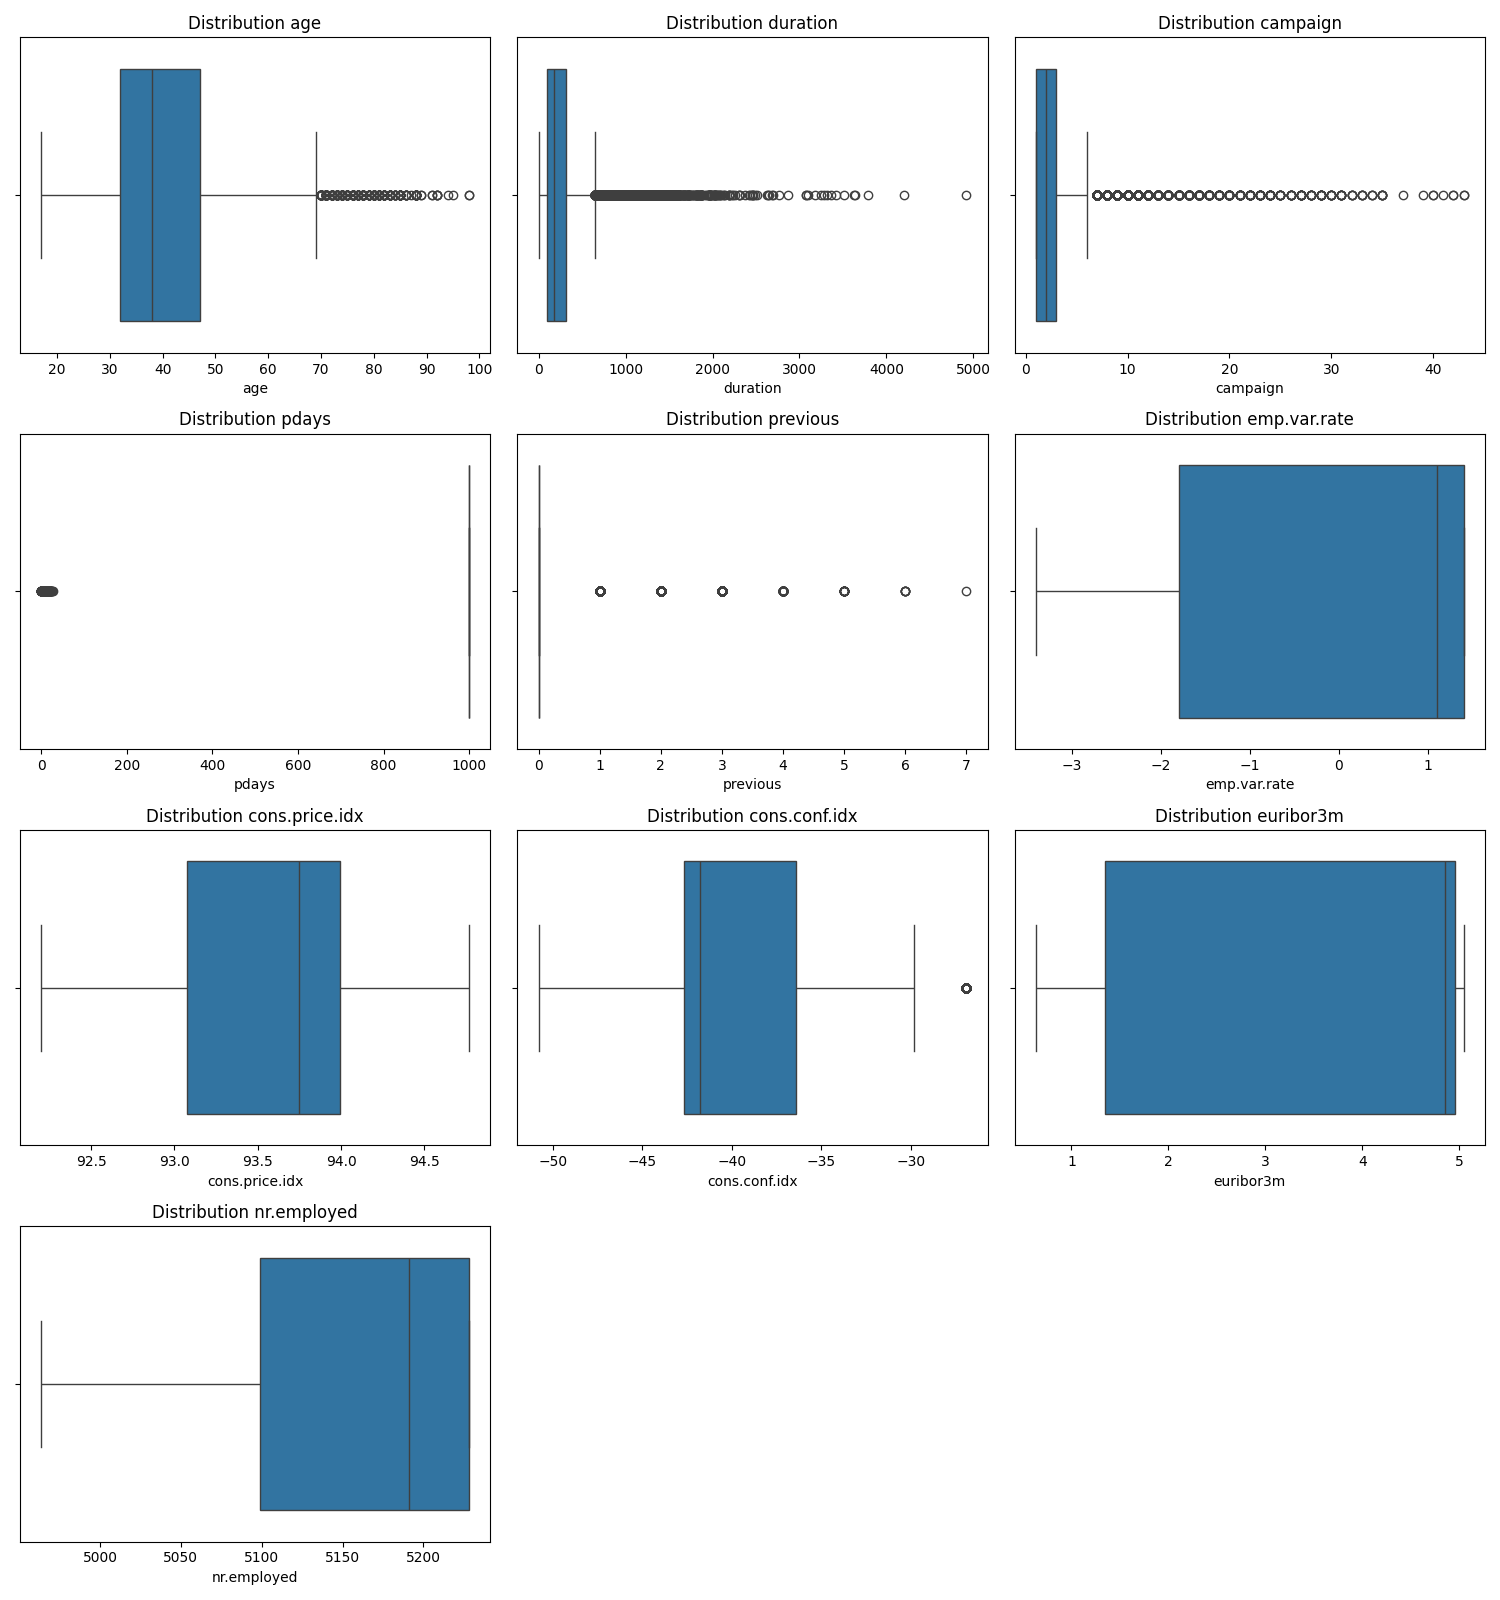 Distribution age
20 30 40 50 60 70 80 90 100
age
Distribution duration
0 1000 2000 3000 4000 5000
duration
Distribution campaign
0 10 20 30 40
campaign
Distribution pdays
0 200 400 600 800 1000
pdays
Distribution previous
0 1 2 3 4 5 6 7
previous
Distribution emp.var.rate
−3 −2 −1 0 1
emp.var.rate
Distribution cons.price.idx
92.5 93.0 93.5 94.0 94.5
cons.price.idx
Distribution cons.conf.idx
−50 −45 −40 −35 −30
cons.conf.idx
Distribution euribor3m
1 2 3 4 5
euribor3m
Distribution nr.employed
5000 5050 5100 5150 5200
nr.employed